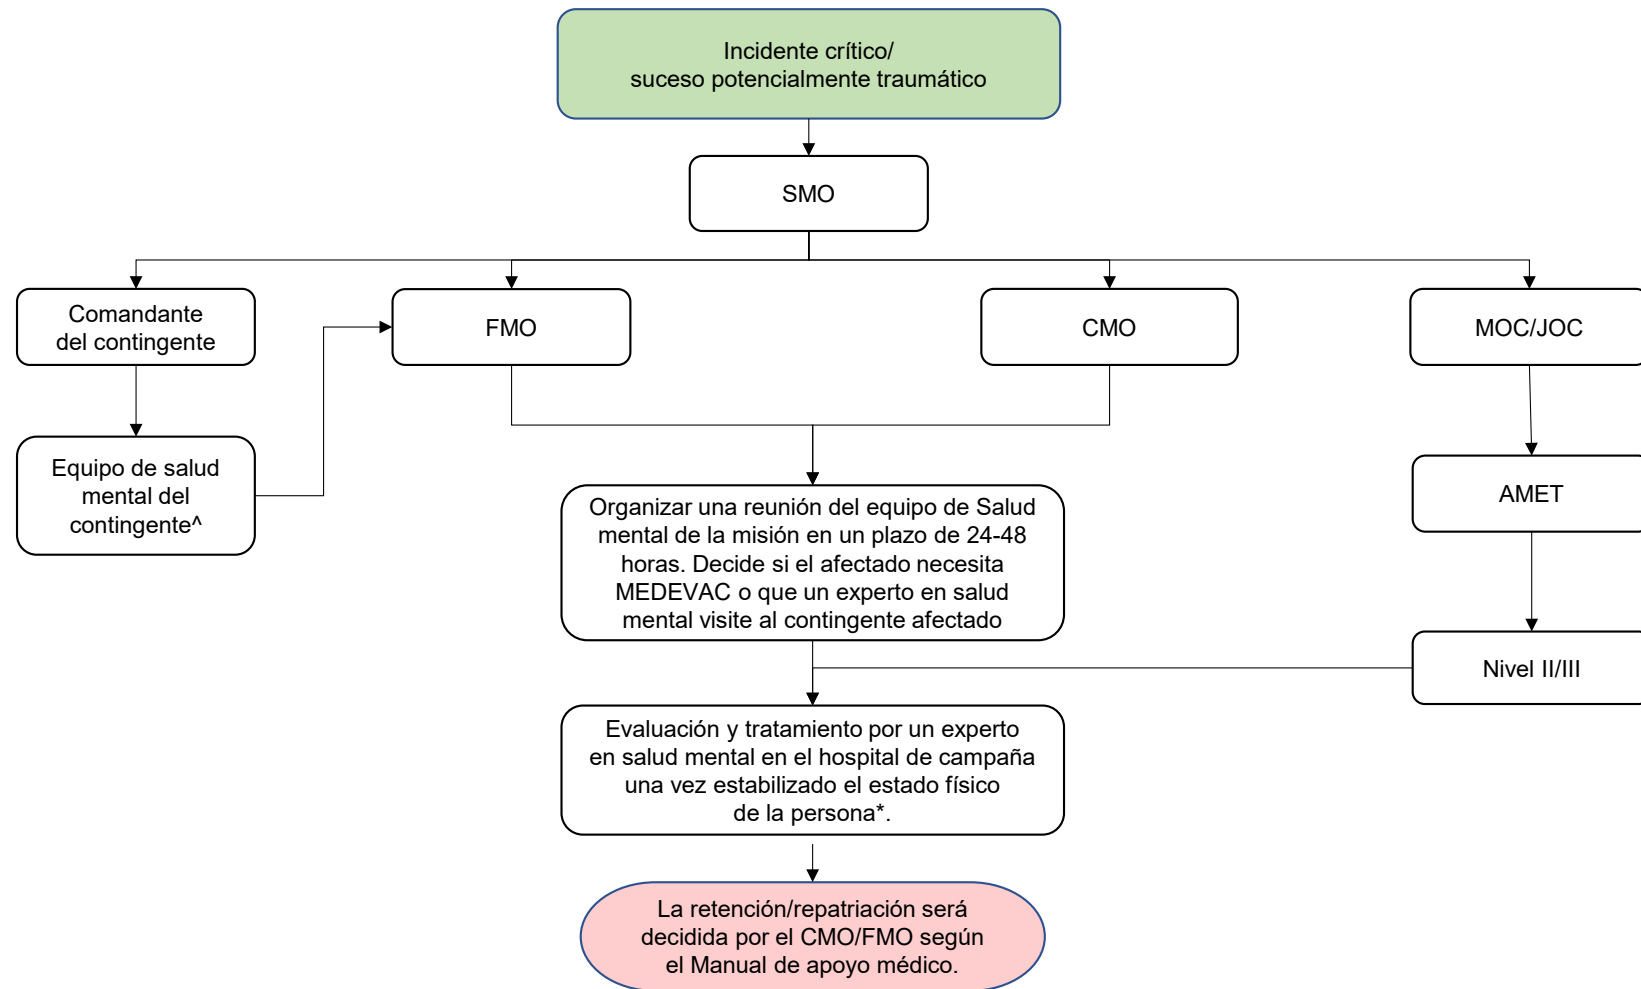 Incidente crítico/
suceso potencialmente traumático
SMO
Comandante
del contingente
FMO
CMO
MOC/JOC
Equipo de salud
mental del
contingente^
Organizar una reunión del equipo de Salud
mental de la misión en un plazo de 24-48
horas. Decide si el afectado necesita
MEDEVAC o que un experto en salud
mental visite al contingente afectado
AMET
Nivel II/III
Evaluación y tratamiento por un experto
en salud mental en el hospital de campaña
una vez estabilizado el estado físico
de la persona*.
La retención/repatriación será
decidida por el CMO/FMO según
el Manual de apoyo médico.